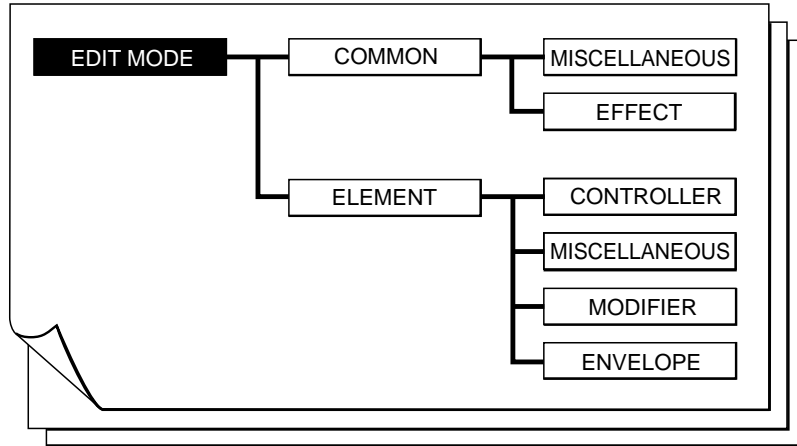 EDIT MODE
COMMON
MISCELLANEOUS
EFFECT
ELEMENT
CONTROLLER
MISCELLANEOUS
MODIFIER
ENVELOPE